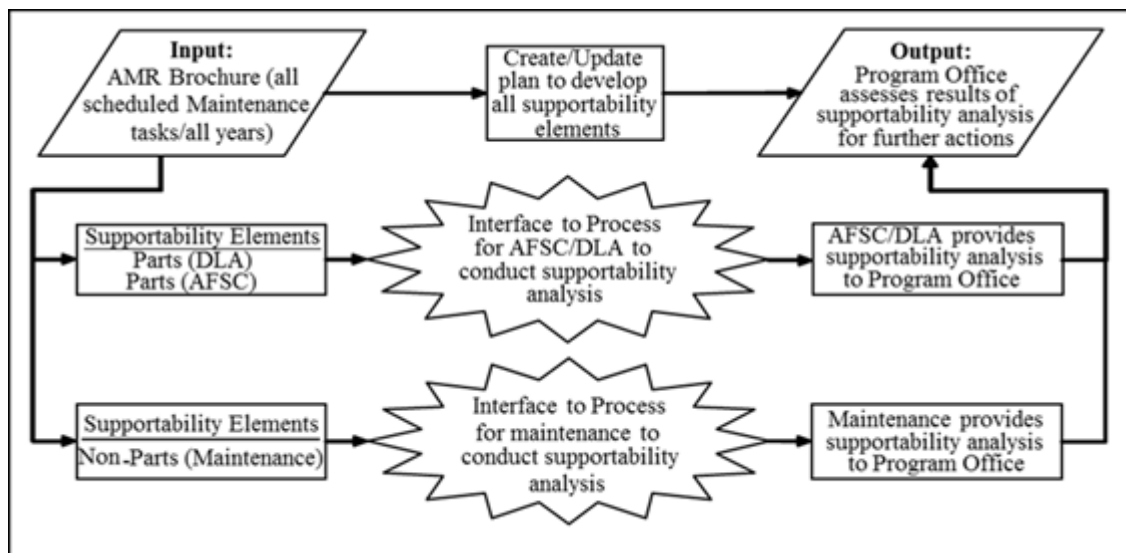 Input:
AMR Brochure (all
scheduled Maintenance
tasks/all years)
Create/Update
plan to develop
all supportability
elements
Output:
Program Office
assesses results of
supportability analysis
for further actions
Supportability Elements
Parts (DLA)
Parts (AFSC)
Interface to Process
for AFSC/DLA to
conduct supportability
analysis
AFSC/DLA provides
supportability analysis
to Program Office
Supportability Elements
Non-Parts (Maintenance)
Interface to Process
for maintenance to
conduct supportability
analysis
Maintenance provides
supportability analysis
to Program Office